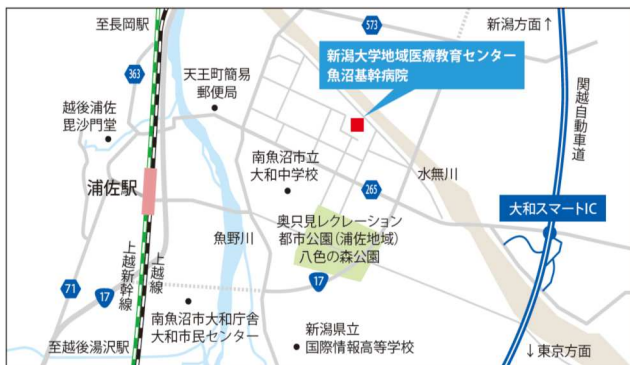 至長岡駅
573
新潟方面↑
363
天王町簡易
郵便局
新潟大学地域医療教育センター
魚沼基幹病院
越後浦佐
毘沙門堂
関越自動車道
南魚沼市立
大和中学校
265
水無川
浦佐駅
大和スマートIC
奥只見レクレーション
都市公園(浦佐地域)
八色の森公園
魚野川
上越新幹線
上越線
71
17
17
南魚沼市大和庁舎
大和市民センター
新潟県立
国際情報高等学校
至越後湯沢駅
↓東京方面